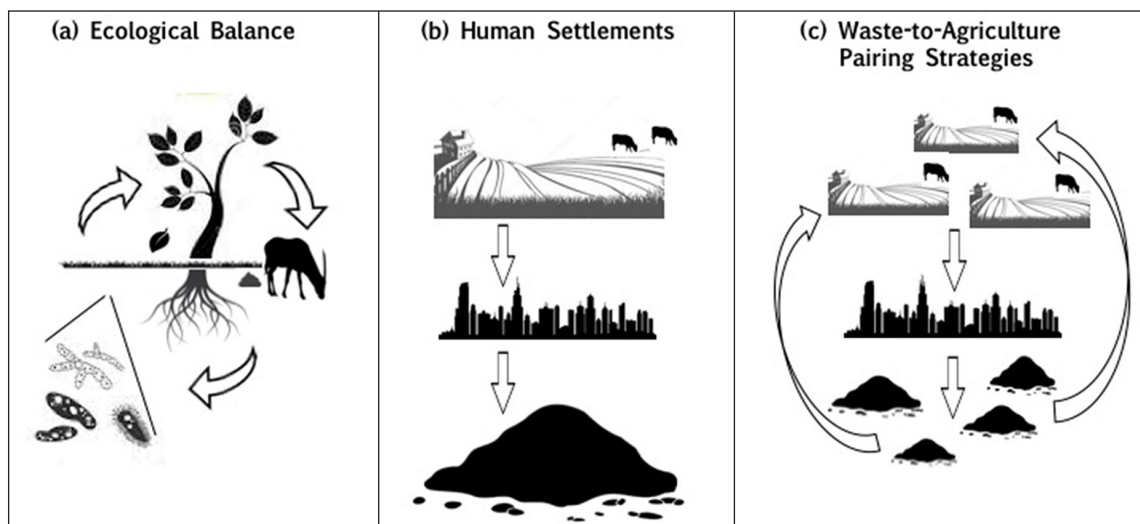 (a) Ecological Balance
(b) Human Settlements
(c) Waste-to-Agriculture
Pairing Strategies